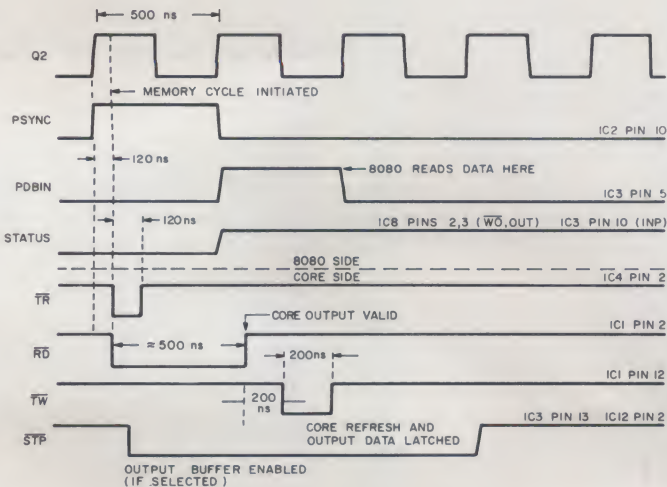 500 ns
Q2
MEMORY CYCLE INITIATED
PSYNC
IC2 PIN 10
120 ns
8080 READS DATA HERE
PDBIN
IC3 PIN 5
120 ns
IC8 PINS 2,3 (WO,OUT) IC3 PIN 10 (INP)
STATUS
8080 SIDE
CORE SIDE
IC4 PIN 2
TR
CORE OUTPUT VALID
≈500 ns
IC1 PIN 2
RD
200ns
IC1 PIN 12
TW
200 ns
CORE REFRESH AND
OUTPUT DATA LATCHED
IC3 PIN 13 IC12 PIN 2
STP
OUTPUT BUFFER ENABLED
(IF SELECTED)